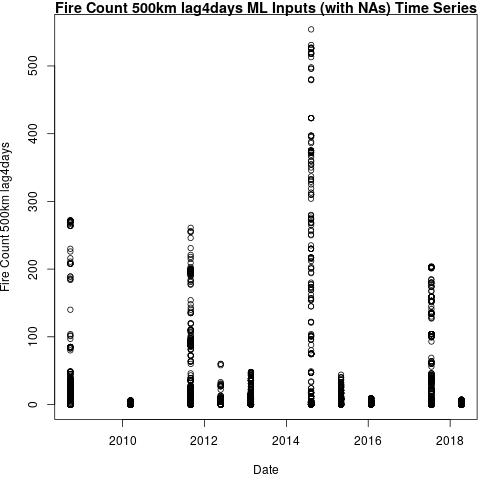 Fire Count 500km lag4days ML Inputs (with NAs) Time Series
Fire Count 500km lag4days
500
400
300
200
100
0
2010 2012 2014 2016 2018
Date